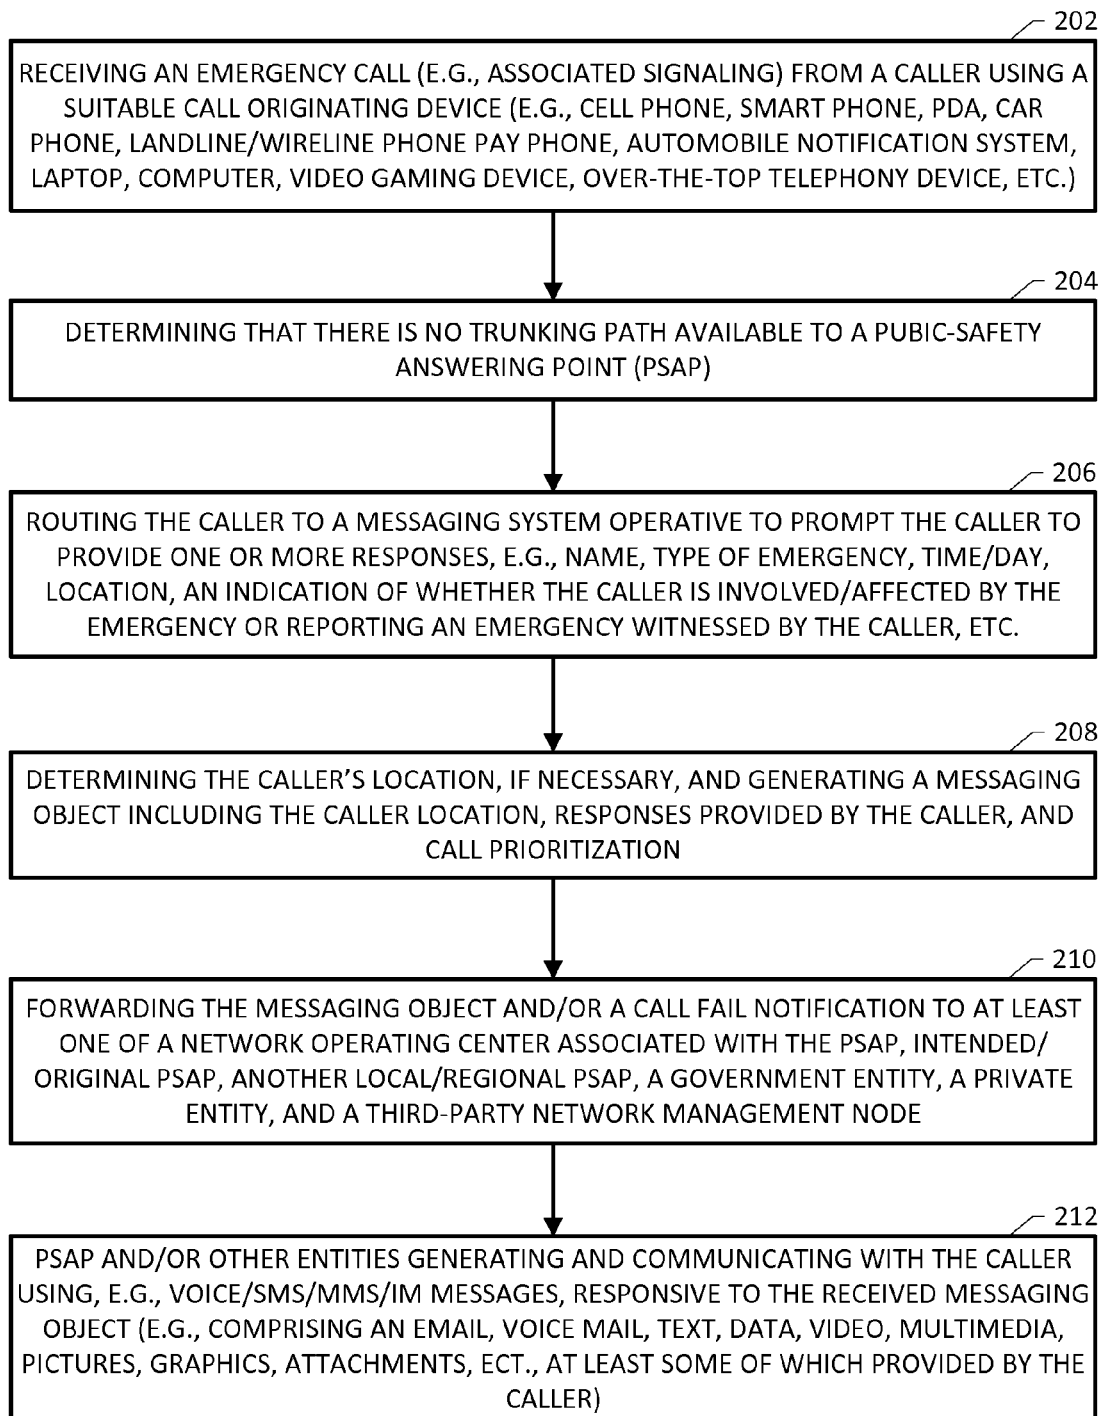 202
RECEIVING AN EMERGENCY CALL (E.G., ASSOCIATED SIGNALING) FROM A CALLER USING A
SUITABLE CALL ORIGINATING DEVICE (E.G., CELL PHONE, SMART PHONE, PDA, CAR
PHONE, LANDLINE/WIRELINE PHONE PAY PHONE, AUTOMOBILE NOTIFICATION SYSTEM,
LAPTOP, COMPUTER, VIDEO GAMING DEVICE, OVER-THE-TOP TELEPHONY DEVICE, ETC.)
204
DETERMINING THAT THERE IS NO TRUNKING PATH AVAILABLE TO A PUBIC-SAFETY
ANSWERING POINT (PSAP)
206
ROUTING THE CALLER TO A MESSAGING SYSTEM OPERATIVE TO PROMPT THE CALLER TO
PROVIDE ONE OR MORE RESPONSES, E.G., NAME, TYPE OF EMERGENCY, TIME/DAY,
LOCATION, AN INDICATION OF WHETHER THE CALLER IS INVOLVED/AFFECTED BY THE
EMERGENCY OR REPORTING AN EMERGENCY WITNESSED BY THE CALLER, ETC.
208
DETERMINING THE CALLER'S LOCATION, IF NECESSARY, AND GENERATING A MESSAGING
OBJECT INCLUDING THE CALLER LOCATION, RESPONSES PROVIDED BY THE CALLER, AND
CALL PRIORITIZATION
210
FORWARDING THE MESSAGING OBJECT AND/OR A CALL FAIL NOTIFICATION TO AT LEAST
ONE OF A NETWORK OPERATING CENTER ASSOCIATED WITH THE PSAP, INTENDED/
ORIGINAL PSAP, ANOTHER LOCAL/REGIONAL PSAP, A GOVERNMENT ENTITY, A PRIVATE
ENTITY, AND A THIRD-PARTY NETWORK MANAGEMENT NODE
212
PSAP AND/OR OTHER ENTITIES GENERATING AND COMMUNICATING WITH THE CALLER
USING, E.G., VOICE/SMS/MMS/IM MESSAGES, RESPONSIVE TO THE RECEIVED MESSAGING
OBJECT (E.G., COMPRISING AN EMAIL, VOICE MAIL, TEXT, DATA, VIDEO, MULTIMEDIA,
PICTURES, GRAPHICS, ATTACHMENTS, ECT., AT LEAST SOME OF WHICH PROVIDED BY THE
CALLER)